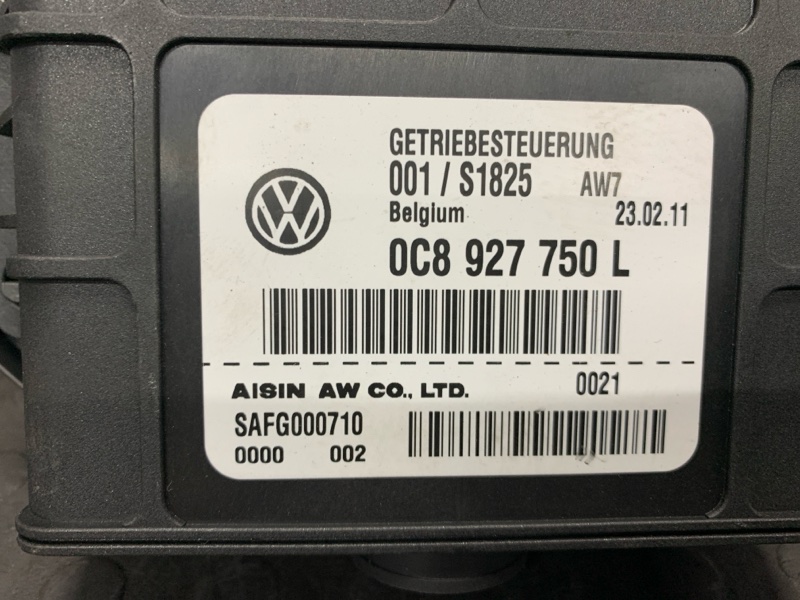 GETRIEBESTEUERUNG
001 / S1825 AW7
Belgium 23.02.11
0C8 927 750 L
AISIN AW CO., LTD. 0021
SAFG000710
0000 002